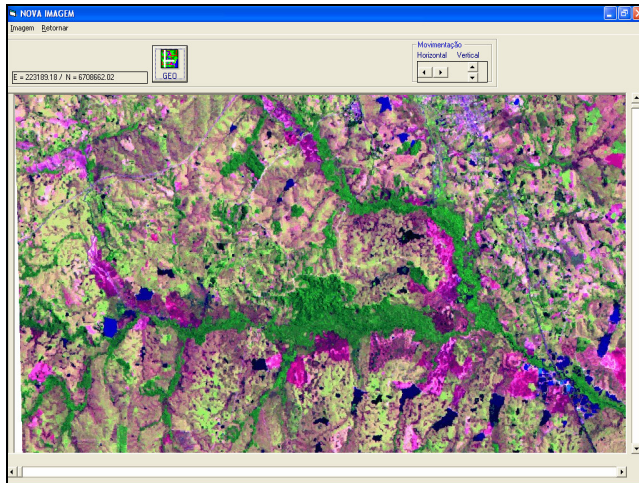 NOVA IMAGEM
Imagem Retornar
Movimentação
Horizontal Vertical
E = 223189.18 / N = 6708662.02
GEO